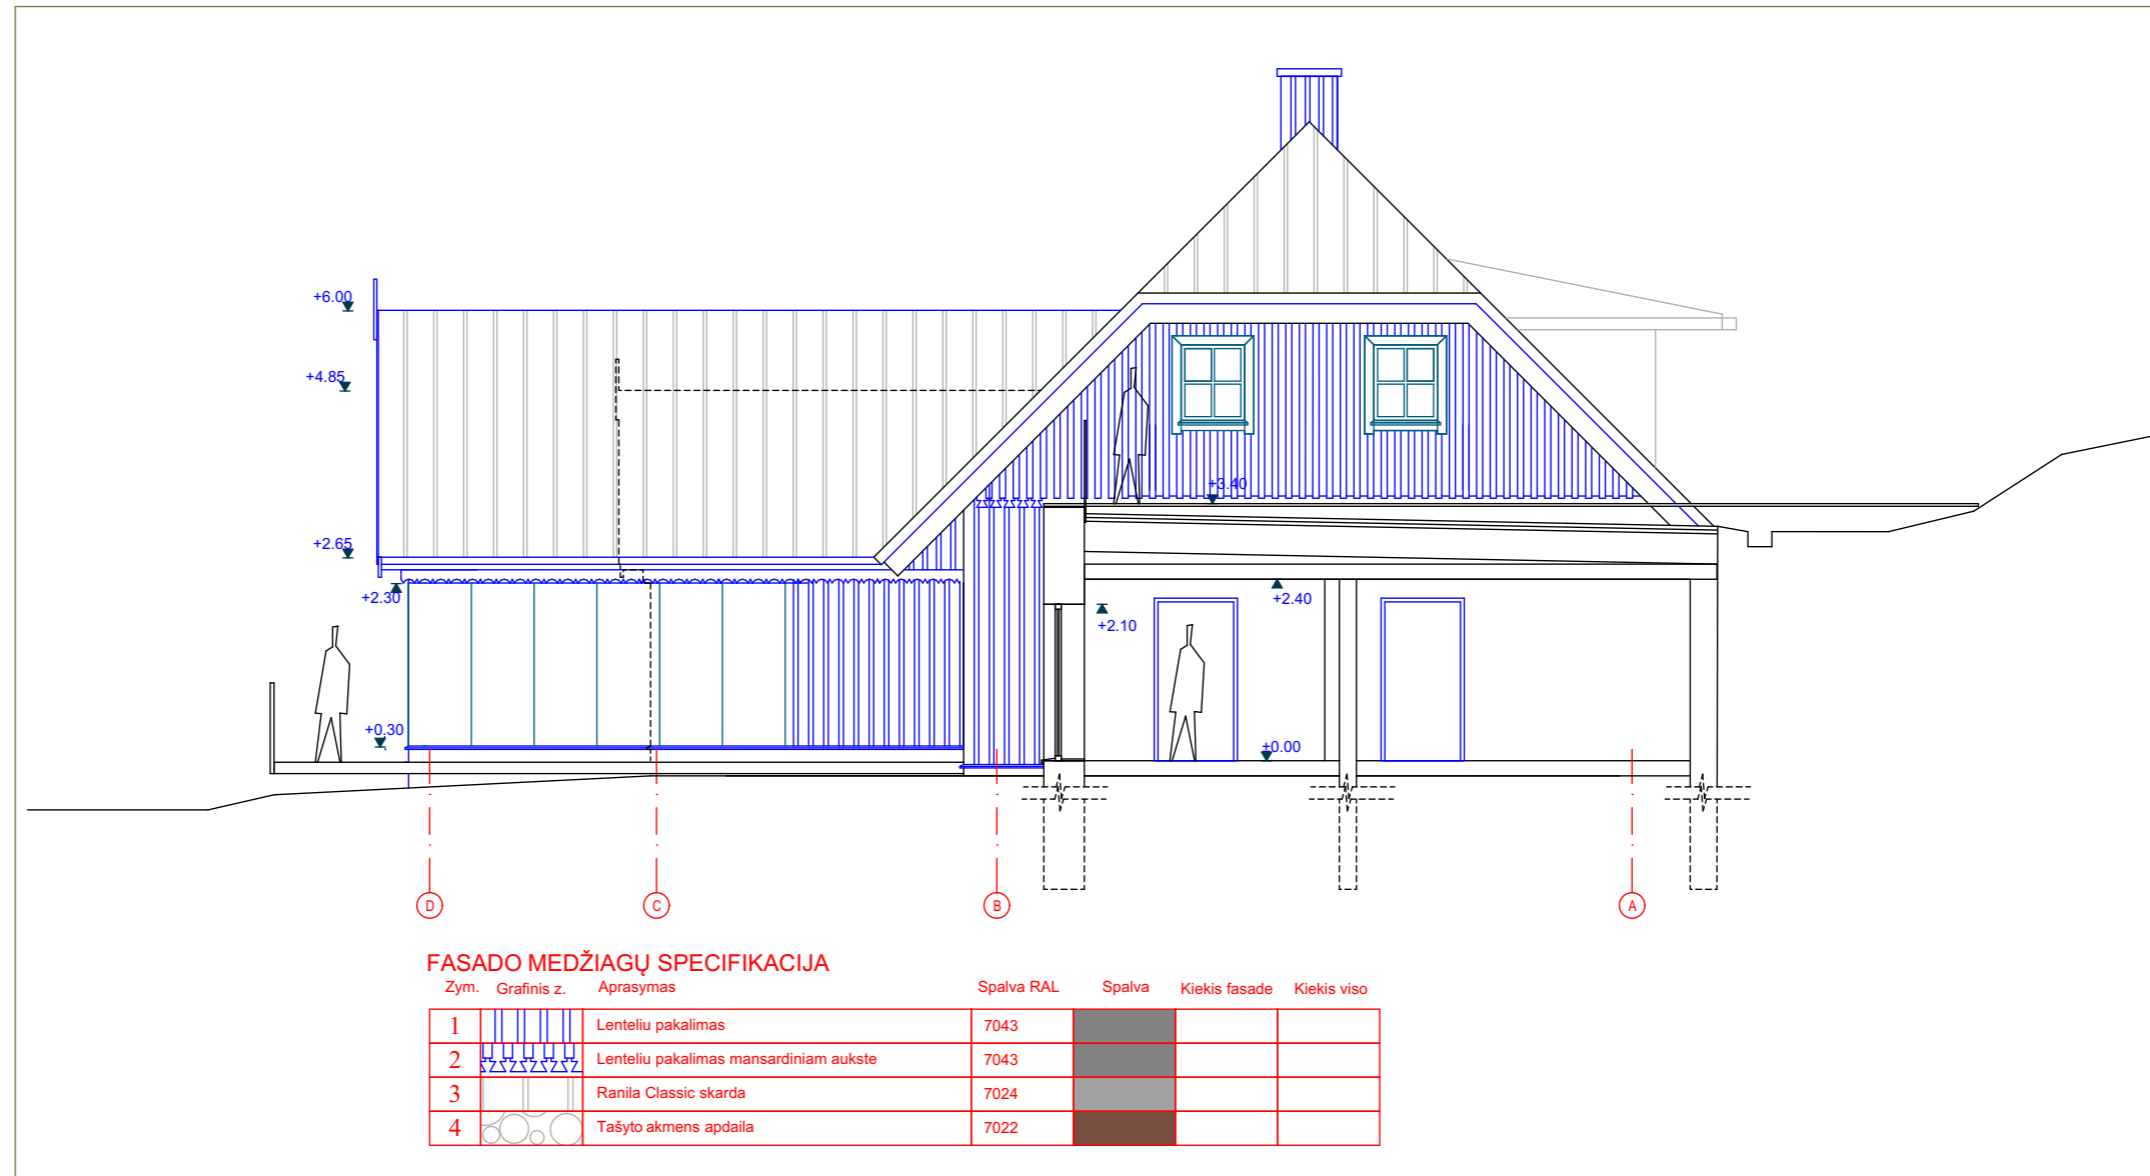 +6.00
+4.85
+3.40
+2.65
+2.30
+2.40
+2.10
+0.30
+0.00
D
C
B
A
FASADO MEDŽIAGŲ SPECIFIKACIJA
Zym. Grafinis z. Aprasymas Spalva RAL Spalva Kiekis fasade Kiekis viso
1 Lenteliu pakalimas 7043
2 Lenteliu pakalimas mansardiniam aukste 7043
3 Ranila Classic skarda 7024
4 Tašyto akmens apdaila 7022